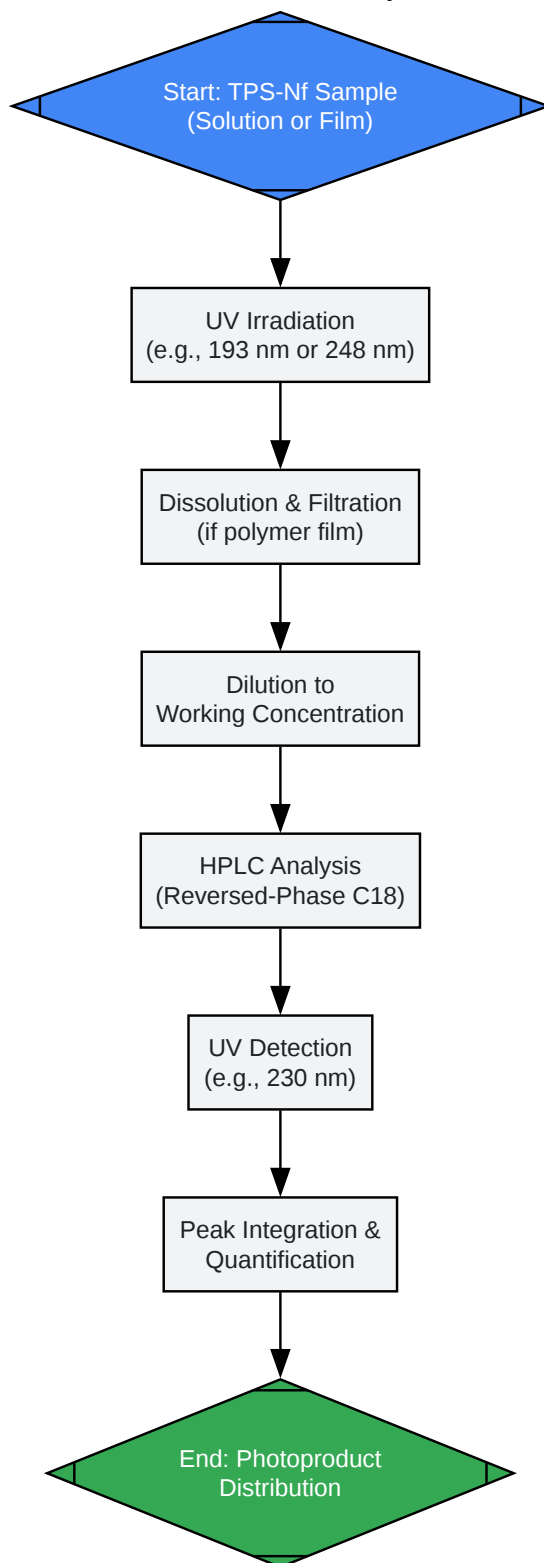 Start: TPS-Nf Sample
(Solution or Film)
UV Irradiation
(e.g., 193 nm or 248 nm)
Dissolution & Filtration
(if polymer film)
Dilution to
Working Concentration
HPLC Analysis
(Reversed-Phase C18)
UV Detection
(e.g., 230 nm)
Peak Integration &
Quantification
End: Photoproduct
Distribution